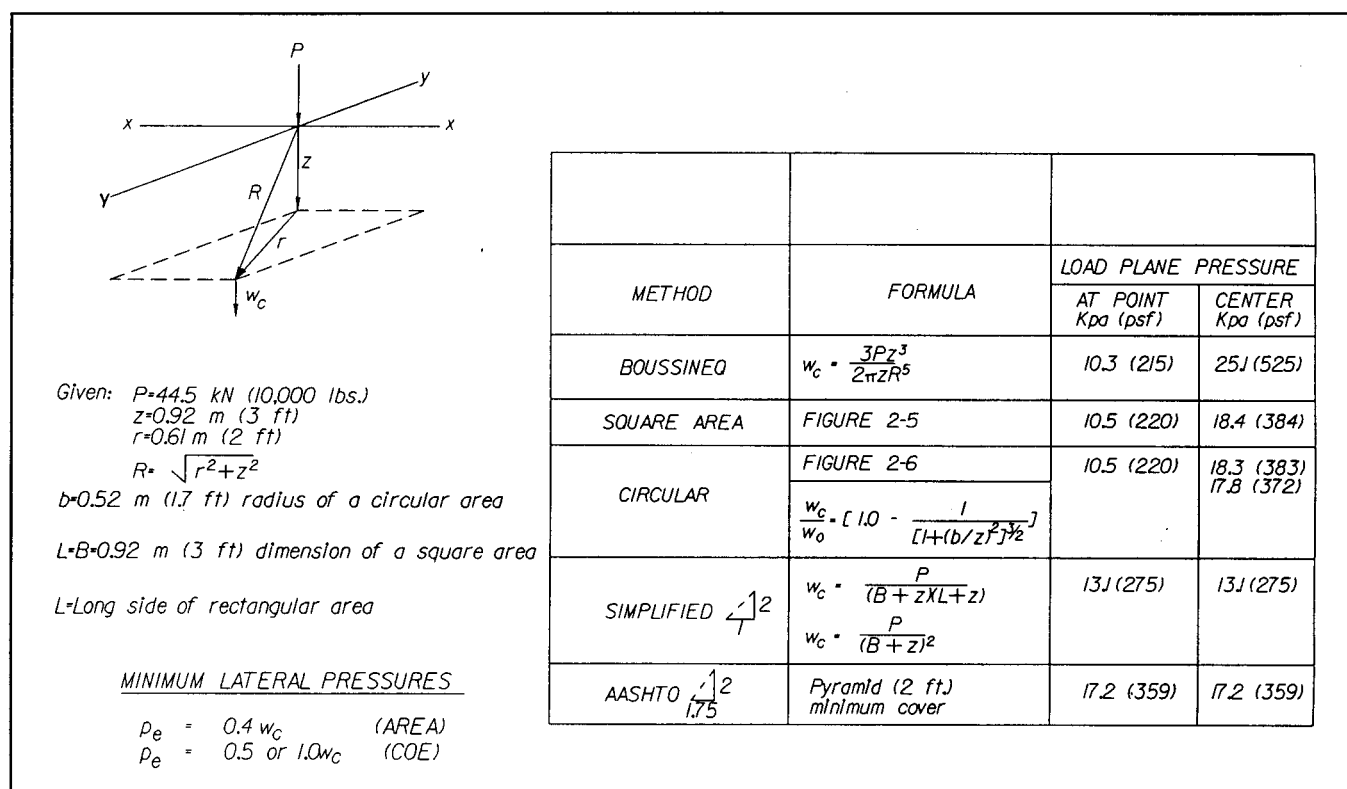 P
y
x
x
z
R
y
r
w_c
Given: P=44.5 kN (10,000 lbs.)
z=0.92 m (3 ft)
r=0.61 m (2 ft)
R= √r²+z²
b=0.52 m (1.7 ft) radius of a circular area
L=B=0.92 m (3 ft) dimension of a square area
L=Long side of rectangular area
MINIMUM LATERAL PRESSURES
p_e = 0.4 w_c (AREA)
p_e = 0.5 or 1.0w_c (COE)
METHOD
FORMULA
LOAD PLANE PRESSURE
AT POINT
Kpa (psf)
CENTER
Kpa (psf)
BOUSSINEQ
w_c = 3Pz³ / 2πzR⁵
10.3 (215)
25.1 (525)
SQUARE AREA
FIGURE 2-5
10.5 (220)
18.4 (384)
CIRCULAR
FIGURE 2-6
10.5 (220)
18.3 (383)
17.8 (372)
w_c/w_o = [ 1.0 - 1 / [1+(b/z)²]^3/2 ]
SIMPLIFIED 2
1
w_c = P / (B + z)(L+z)
w_c = P / (B + z)²
13.1 (275)
13.1 (275)
AASHTO 2
1.75
Pyramid (2 ft.)
minimum cover
17.2 (359)
17.2 (359)